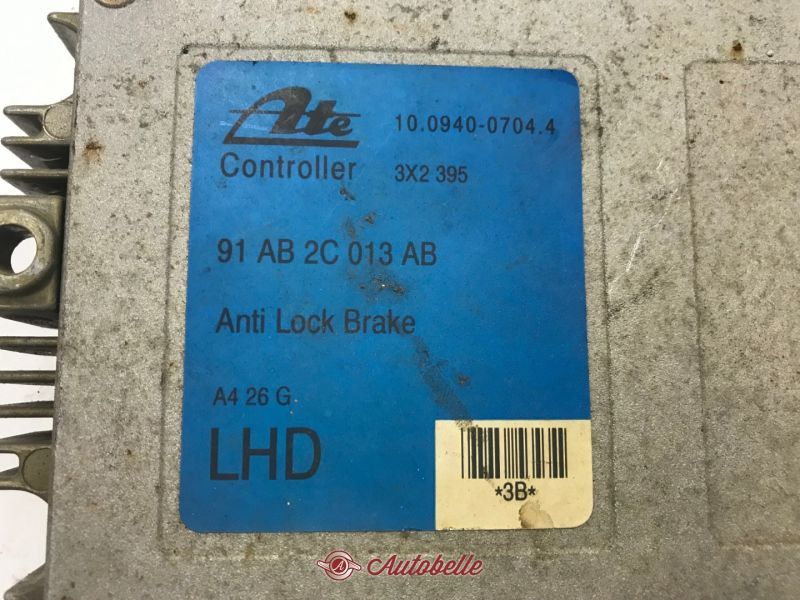 Ate 10.0940-0704.4
Controller 3X2 395
91 AB 2C 013 AB
Anti Lock Brake
A4 26 G
LHD
*3B*
A Autobelle